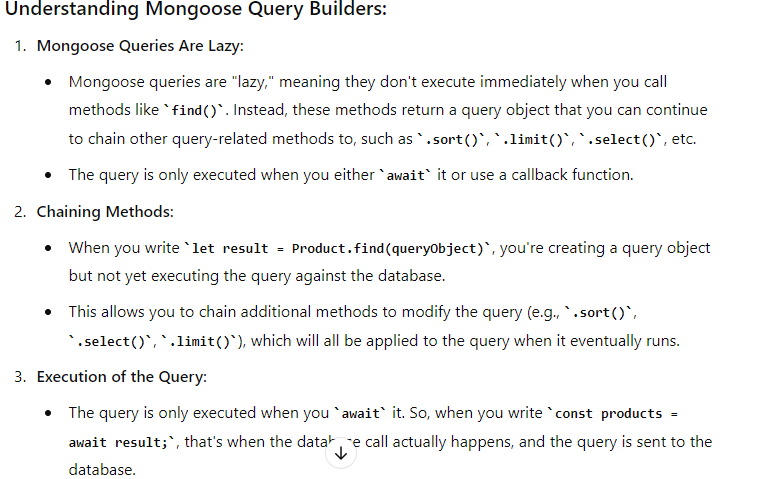 Understanding Mongoose Query Builders:
1. Mongoose Queries Are Lazy:
• Mongoose queries are "lazy," meaning they don't execute immediately when you call
methods like `find()`. Instead, these methods return a query object that you can continue
to chain other query-related methods to, such as `.sort()`, `.limit()`, `.select()`, etc.
• The query is only executed when you either `await` it or use a callback function.
2. Chaining Methods:
• When you write `let result = Product.find(queryObject)`, you're creating a query object
but not yet executing the query against the database.
• This allows you to chain additional methods to modify the query (e.g., `.sort()`,
`.select()`, `.limit()`), which will all be applied to the query when it eventually runs.
3. Execution of the Query:
• The query is only executed when you `await` it. So, when you write `const products =
await result;`, that's when the call actually happens, and the query is sent to the
database.